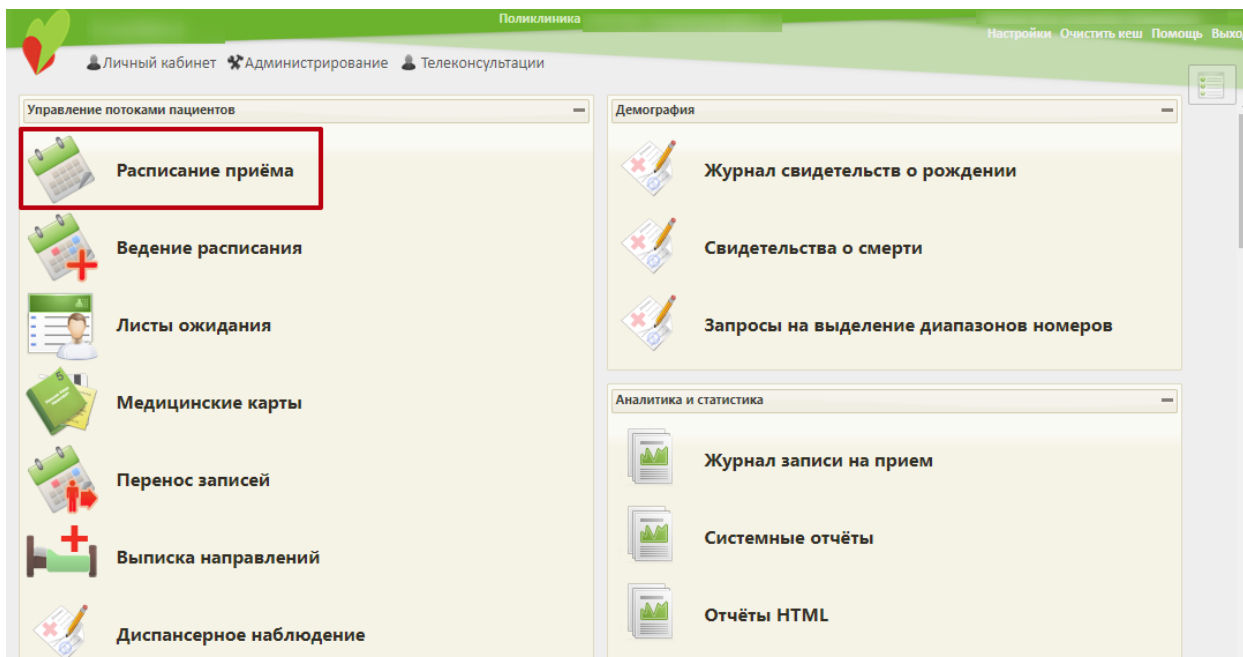 Поликлиника
Настройки Очистить кеш Помощь
Личный кабинет Администрирование Телеконсультации
Управление потоками пациентов
Расписание приёма
Ведение расписания
Листы ожидания
5
Медицинские карты
Перенос записей
Выписка направлений
Диспансерное наблюдение
Демография
Журнал свидетельств о рождении
Свидетельства о смерти
Запросы на выделение диапазонов номеров
Аналитика и статистика
Журнал записи на прием
Системные отчёты
Отчёты HTML